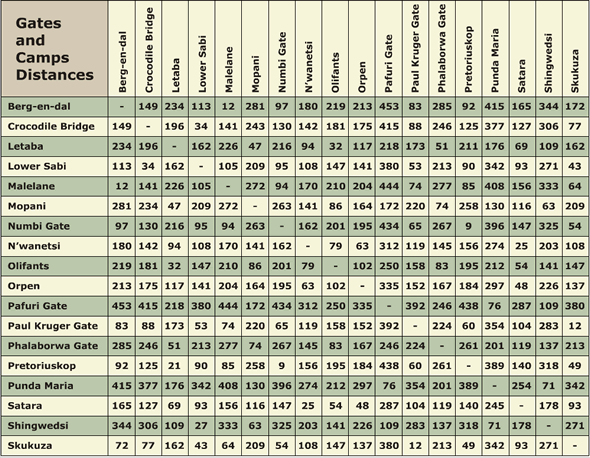 Gates
and
Camps
Distances
Berg-en-dal Crocodile Bridge Letaba Lower Sabi Malelane Mopani Numbi Gate N'wanetsi Olifants Orpen Pafuri Gate Paul Kruger Gate Phalaborwa Gate Pretoriuskop Punda Maria Satara Shingwedsi Skukuza
Berg-en-dal - 149 234 113 12 281 97 180 219 213 453 83 285 92 415 165 344 172
Crocodile Bridge 149 - 196 34 141 243 130 142 181 175 415 88 246 125 377 127 306 77
Letaba 234 196 - 162 226 47 216 94 32 117 218 173 51 211 176 69 109 162
Lower Sabi 113 34 162 - 105 209 95 108 147 141 380 53 213 90 342 93 271 43
Malelane 12 141 226 105 - 272 94 170 210 204 444 74 277 85 408 156 333 64
Mopani 281 234 47 209 272 - 263 141 86 164 172 220 74 258 130 116 63 209
Numbi Gate 97 130 216 95 94 263 - 162 201 195 434 65 267 9 396 147 325 54
N'wanetsi 180 142 94 108 170 141 162 - 79 63 312 119 145 156 274 25 203 108
Olifants 219 181 32 147 210 86 201 79 - 102 250 158 83 195 212 54 141 147
Orpen 213 175 117 141 204 164 195 63 102 - 335 152 167 184 297 48 226 137
Pafuri Gate 453 415 218 380 444 172 434 312 250 335 - 392 246 438 76 287 109 380
Paul Kruger Gate 83 88 173 53 74 220 65 119 158 152 392 - 224 60 354 104 283 12
Phalaborwa Gate 285 246 51 213 277 74 267 145 83 167 246 224 - 261 201 119 137 213
Pretoriuskop 92 125 21 90 85 258 9 156 195 184 438 60 261 - 389 140 318 49
Punda Maria 415 377 176 342 408 130 396 274 212 297 76 354 201 389 - 254 71 342
Satara 165 127 69 93 156 116 147 25 54 48 287 104 119 140 245 - 178 93
Shingwedsi 344 306 109 27 333 63 325 203 141 226 109 283 137 318 71 178 - 271
Skukuza 72 77 162 43 64 209 54 108 147 137 380 12 213 49 342 93 271 -